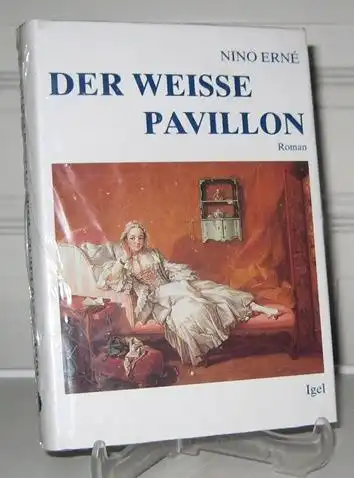 NINO ERNÉ
DER WEISSE
PAVILLON
Roman
Igel